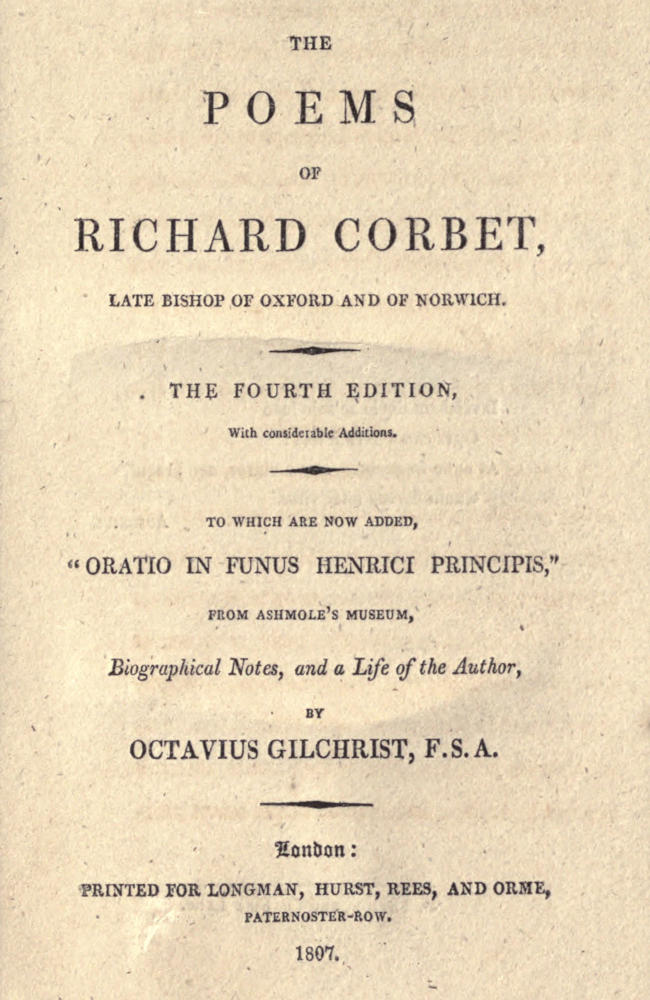 THE
POEMS
OF
RICHARD CORBET,
LATE BISHOP OF OXFORD AND OF NORWICH.
THE FOURTH EDITION,
With considerable Additions.
TO WHICH ARE NOW ADDED,
"ORATIO IN FUNUS HENRICI PRINCIPIS,"
FROM ASHMOLE'S MUSEUM,
Biographical Notes, and a Life of the Author,
BY
OCTAVIUS GILCHRIST, F.S.A.
London:
PRINTED FOR LONGMAN, HURST, REES, AND ORME,
PATERNOSTER-ROW.
1807.